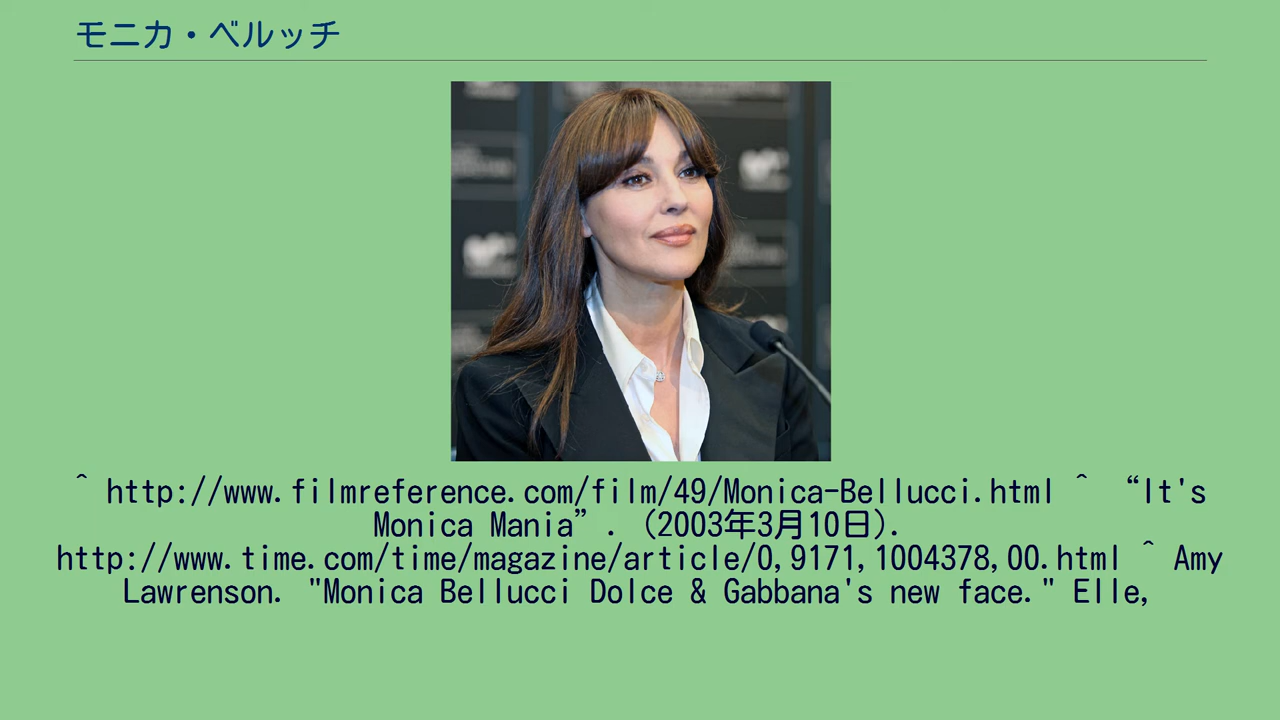 モニカ・ベルッチ
^ http://www.filmreference.com/film/49/Monica-Bellucci.html ^ “It's
Monica Mania”. (2003年3月10日).
http://www.time.com/time/magazine/article/0,9171,1004378,00.html ^ Amy
Lawrenson. "Monica Bellucci Dolce & Gabbana's new face." Elle,